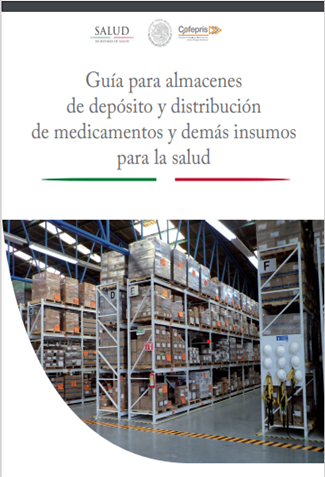 SALUD
SECRETARÍA DE SALUD
Cofepris
Guía para almacenes
de depósito y distribución
de medicamentos y demás insumos
para la salud
D
F